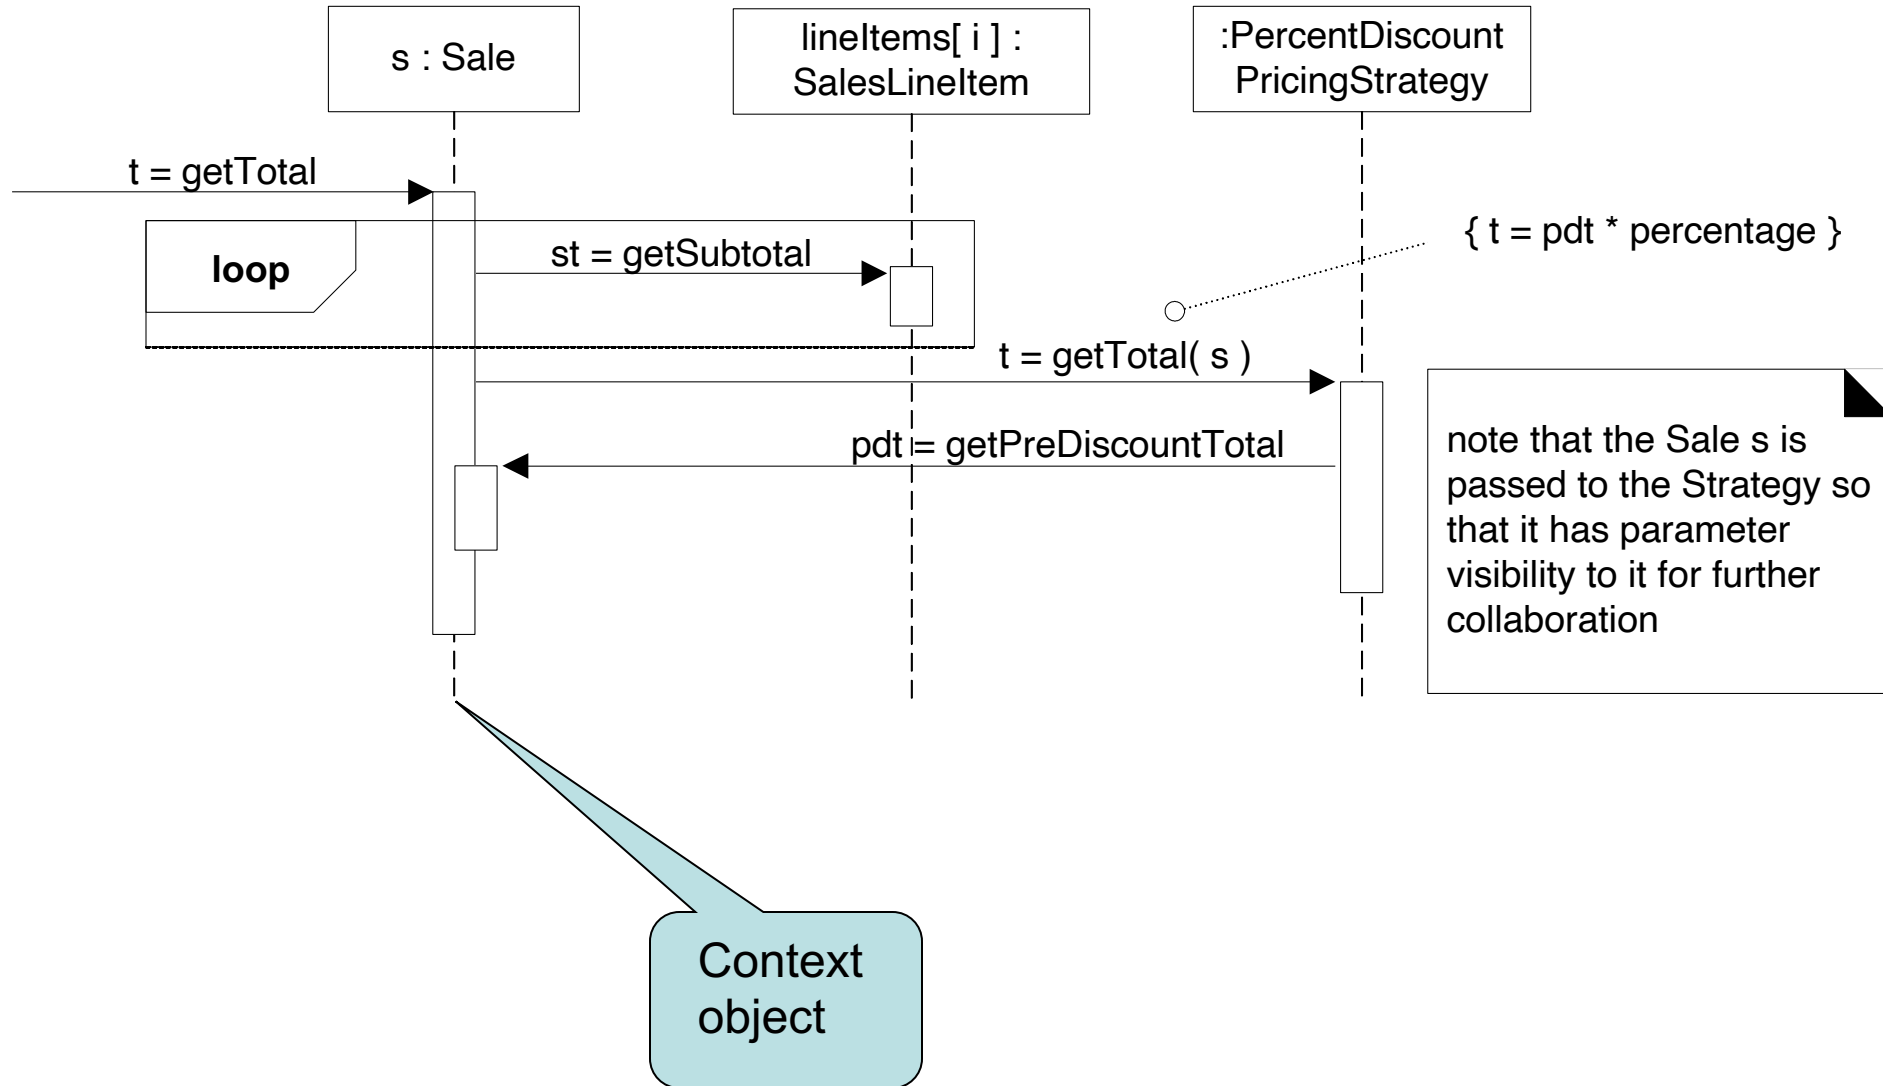 s : Sale
lineItems[ i ] :
SalesLineItem
:PercentDiscount
PricingStrategy
t = getTotal
{ t = pdt * percentage }
loop
st = getSubtotal
t = getTotal( s )
pdt = getPreDiscountTotal
note that the Sale s is
passed to the Strategy so
that it has parameter
visibility to it for further
collaboration
Context
object